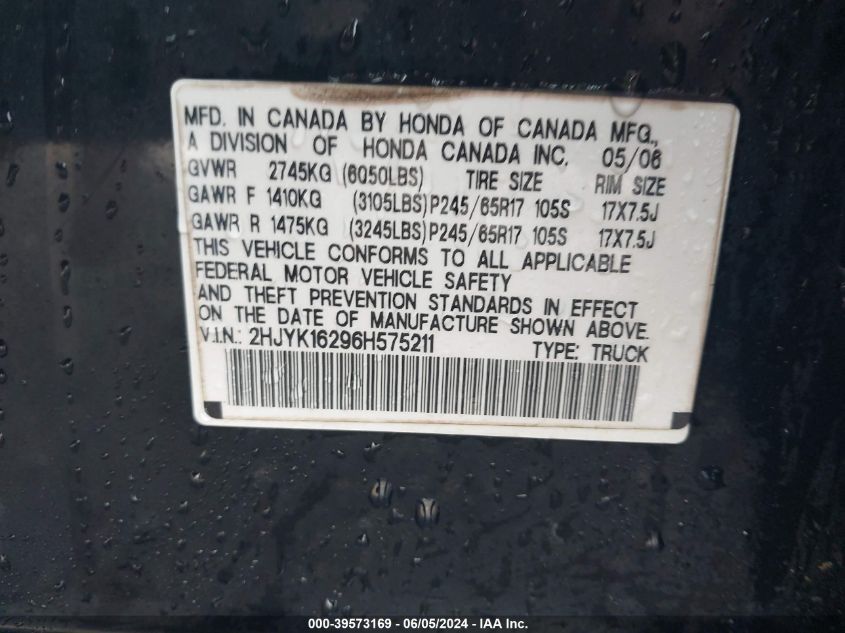 MFD. IN CANADA BY HONDA OF CANADA MFG.,
A DIVISION OF HONDA CANADA INC. 05/06
GVWR 2745KG (6050LBS) TIRE SIZE RIM SIZE
GAWR F 1410KG (3105LBS) P245/65R17 105S 17X7.5J
GAWR R 1475KG (3245LBS) P245/65R17 105S 17X7.5J
THIS VEHICLE CONFORMS TO ALL APPLICABLE
FEDERAL MOTOR VEHICLE SAFETY
AND THEFT PREVENTION STANDARDS IN EFFECT
ON THE DATE OF MANUFACTURE SHOWN ABOVE.
V.I.N.: 2HJYK16296H575211 TYPE: TRUCK
000-39573169 - 06/05/2024 - IAA Inc.